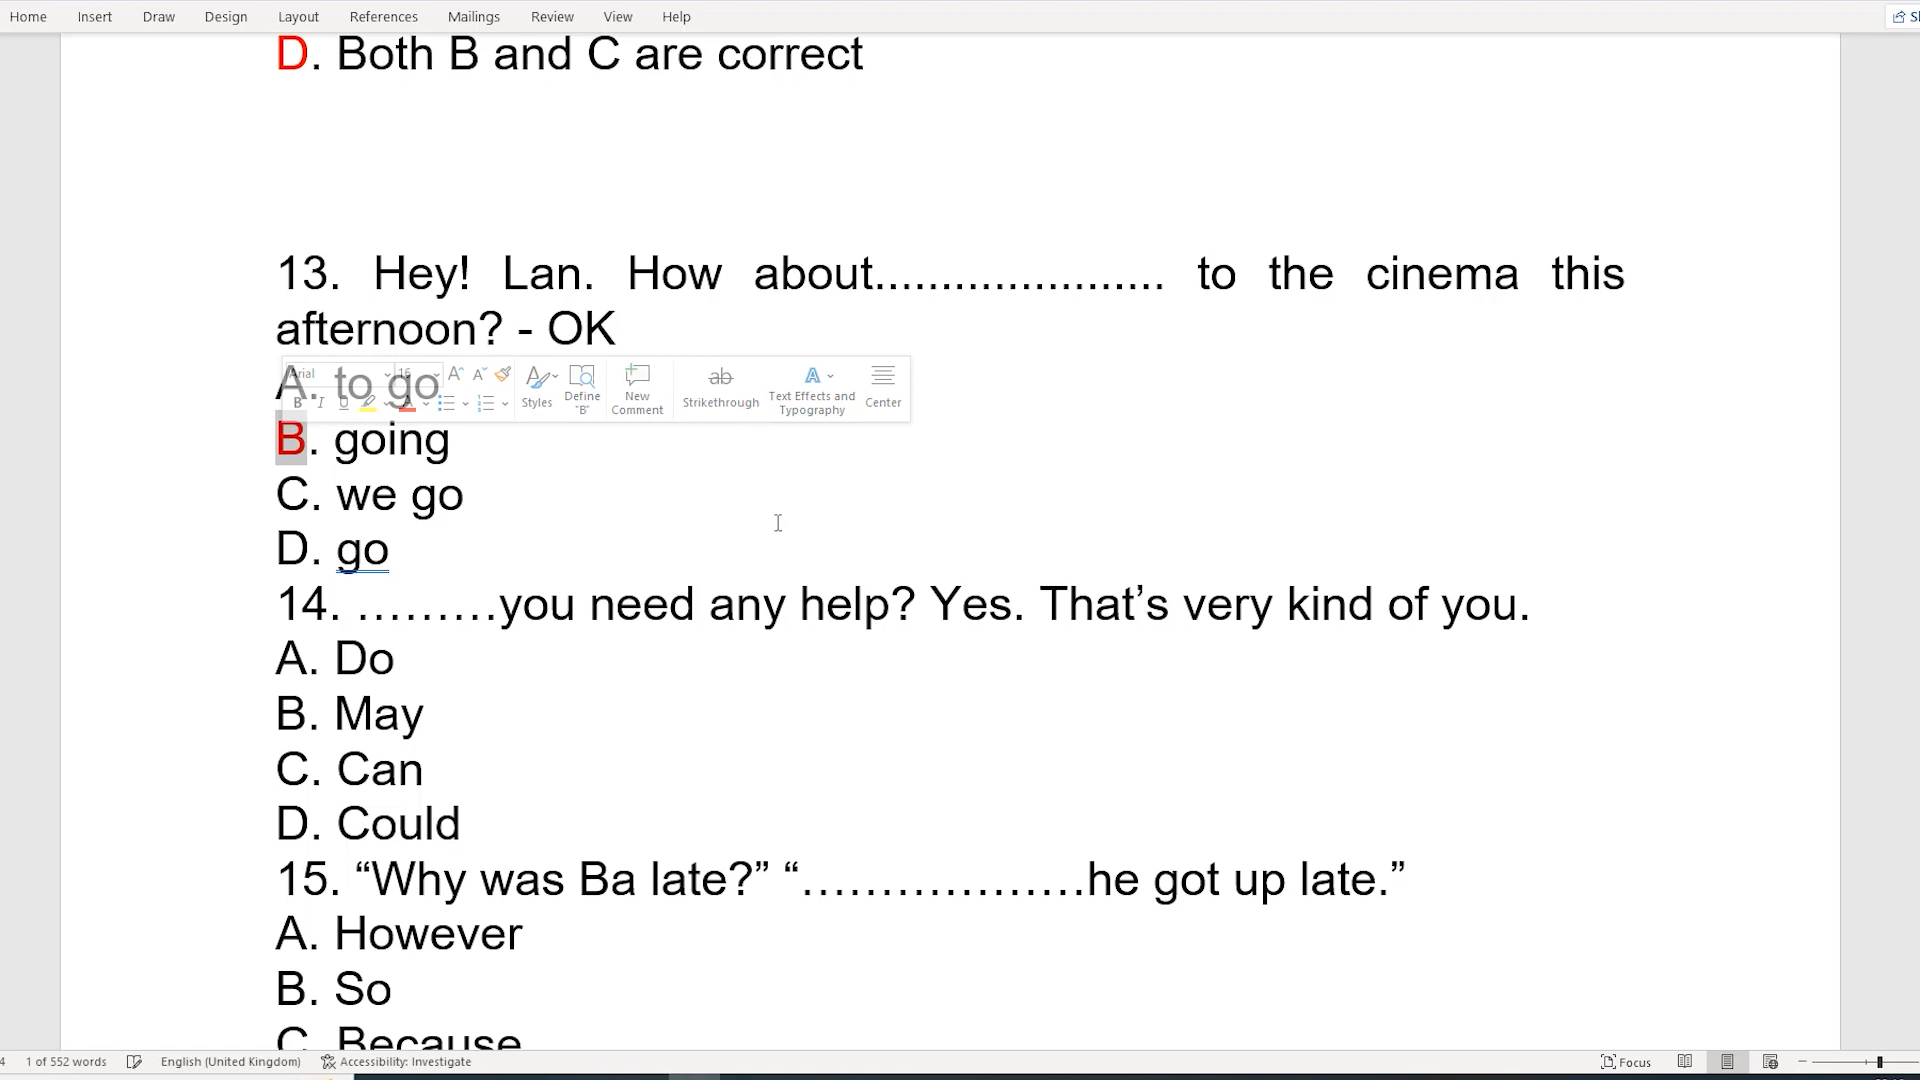 Home Insert Draw Design Layout References Mailings Review View Help
D. Both B and C are correct
13. Hey! Lan. How about...................... to the cinema this
afternoon? - OK
A. to go
Arial 16 Styles Define "B" New Comment Strikethrough Text Effects and Typography Center
B. going
C. we go
D. go
14. ………you need any help? Yes. That’s very kind of you.
A. Do
B. May
C. Can
D. Could
15. “Why was Ba late?” “………………he got up late.”
A. However
B. So
C. Because
4 1 of 552 words English (United Kingdom) Accessibility: Investigate Focus